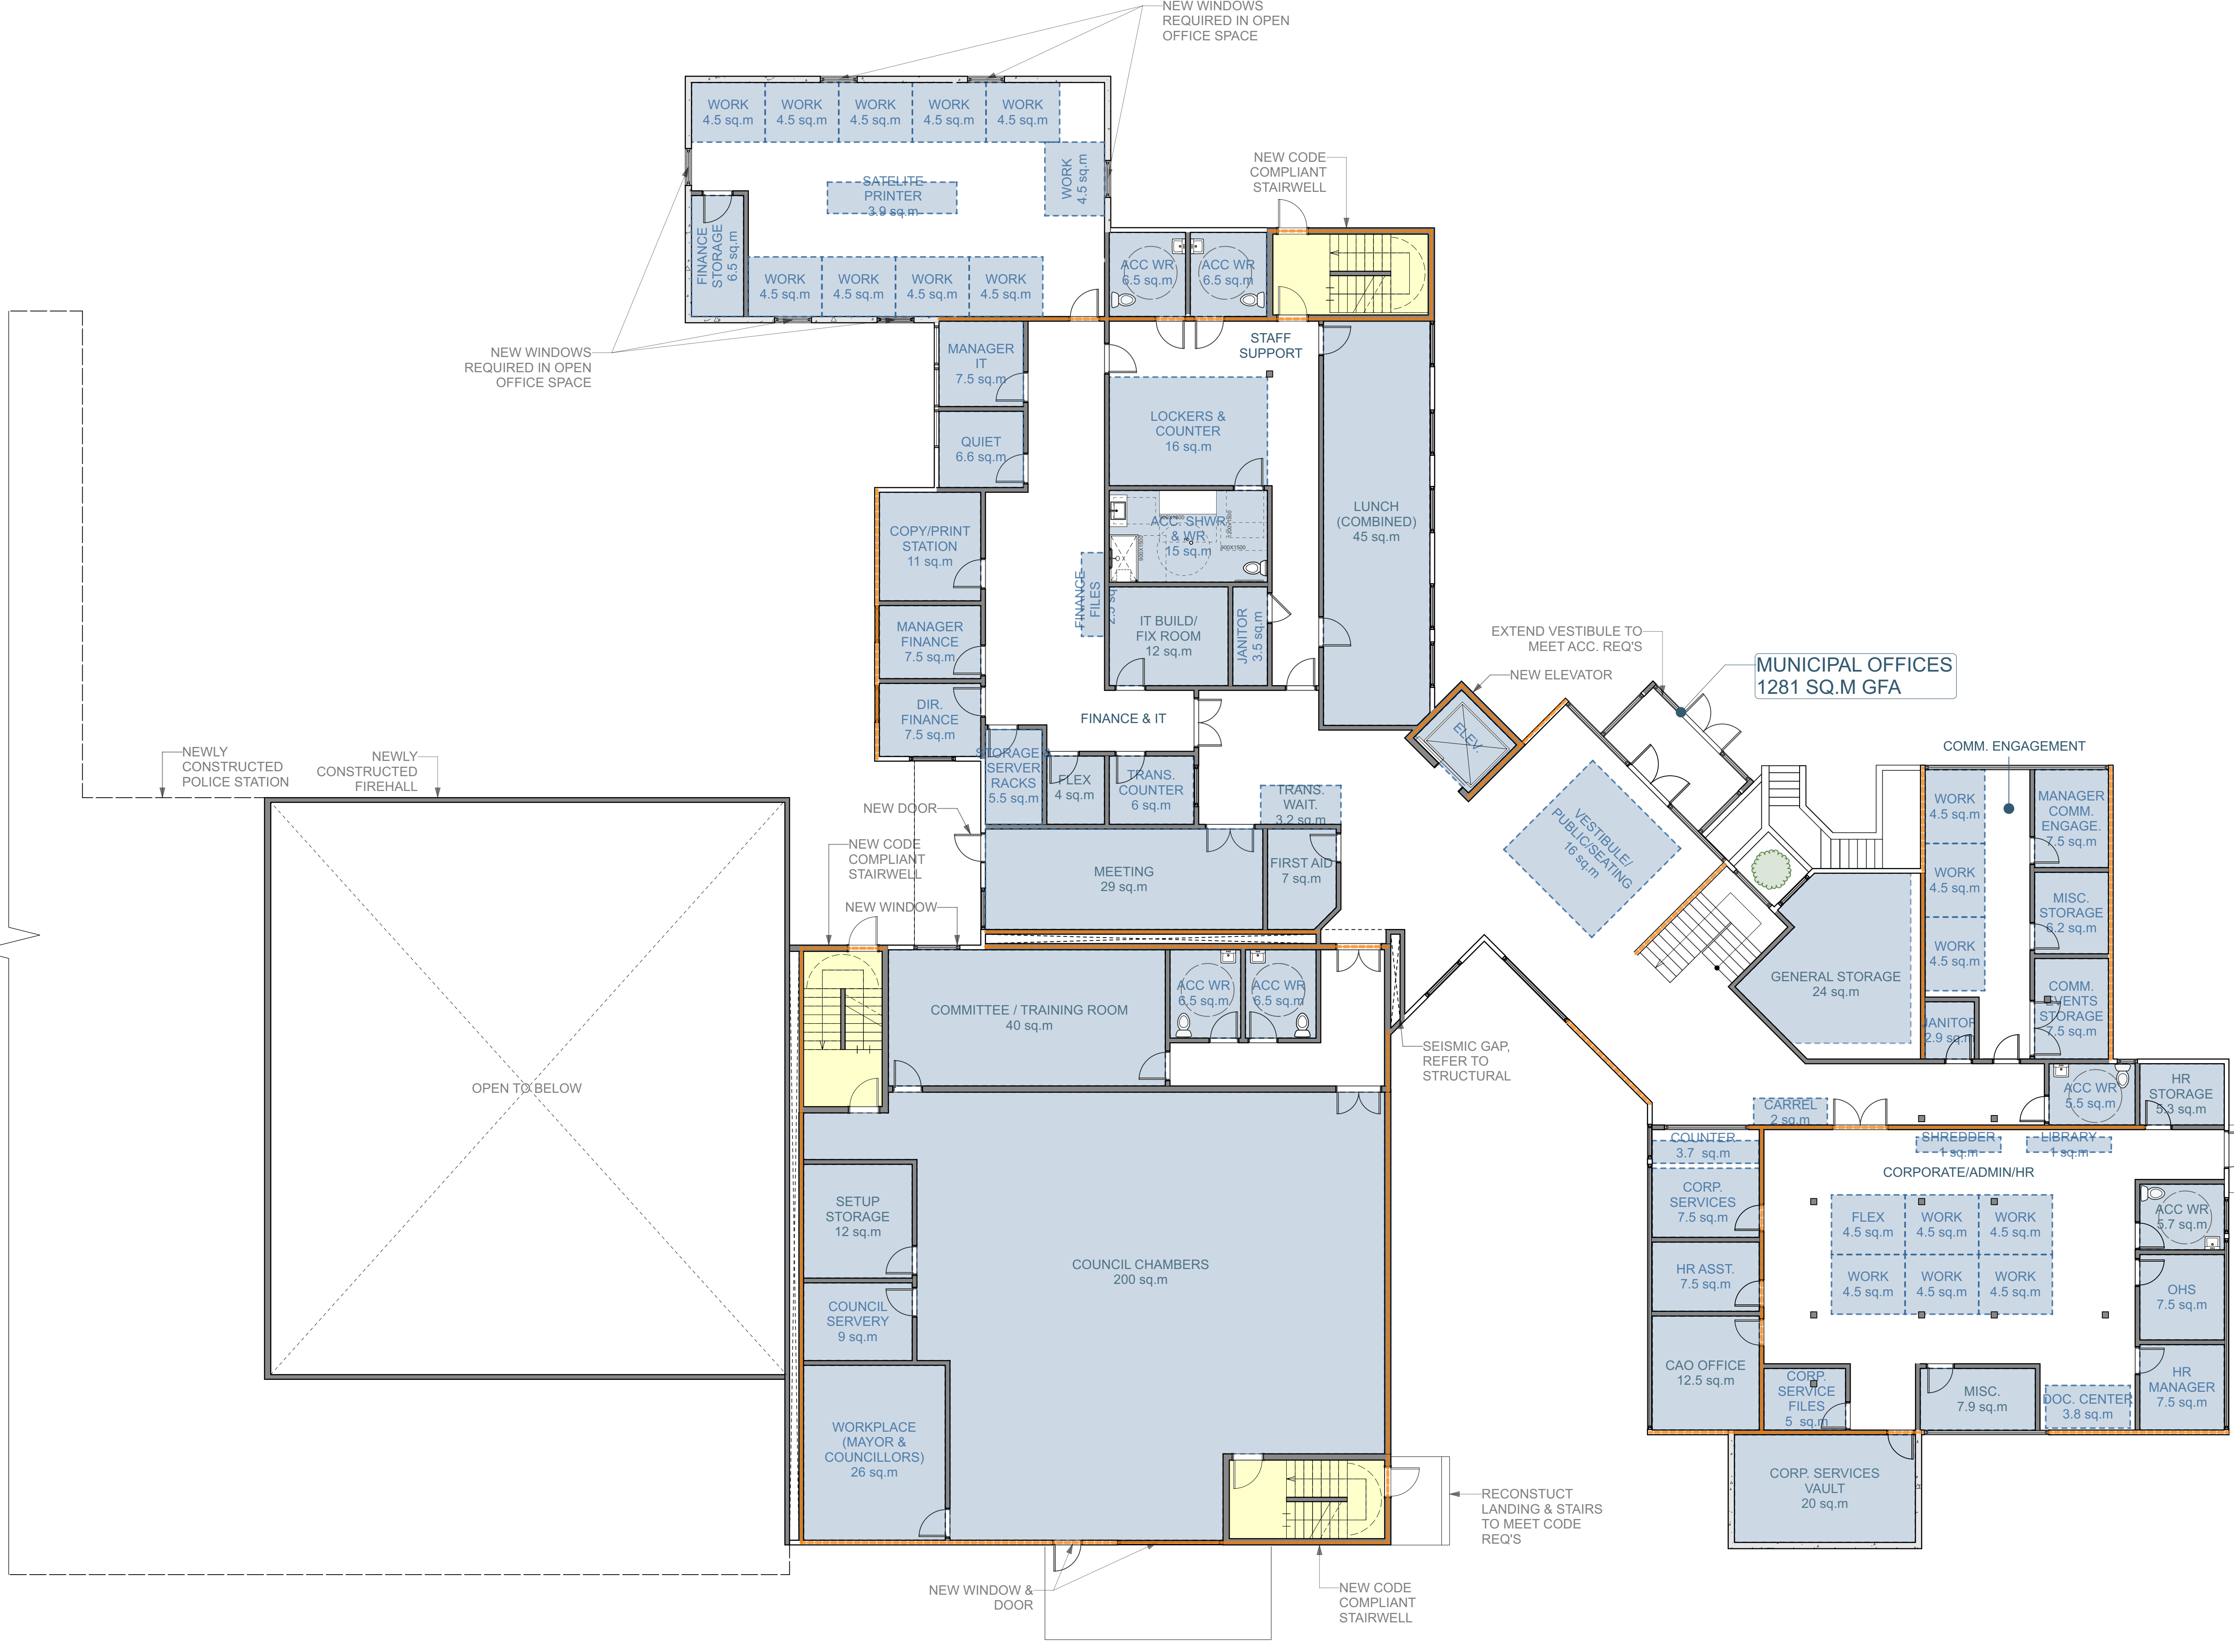 NEW WINDOWS
REQUIRED IN OPEN
OFFICE SPACE
WORK
4.5 sq.m
WORK
4.5 sq.m
WORK
4.5 sq.m
WORK
4.5 sq.m
WORK
4.5 sq.m
WORK
4.5 sq.m
SATELITE
PRINTER
3.9 sq.m
FINANCE
STORAGE
6.5 sq.m
WORK
4.5 sq.m
WORK
4.5 sq.m
WORK
4.5 sq.m
WORK
4.5 sq.m
NEW CODE
COMPLIANT
STAIRWELL
ACC WR
6.5 sq.m
ACC WR
6.5 sq.m
NEW WINDOWS
REQUIRED IN OPEN
OFFICE SPACE
MANAGER
IT
7.5 sq.m
STAFF
SUPPORT
QUIET
6.6 sq.m
LOCKERS &
COUNTER
16 sq.m
LUNCH
(COMBINED)
45 sq.m
COPY/PRINT
STATION
11 sq.m
ACC. SHWR
& WR
15 sq.m
900X1500
900X1500
FINANCE
FILES
2.5 sq
MANAGER
FINANCE
7.5 sq.m
IT BUILD/
FIX ROOM
12 sq.m
JANITOR
3.5 sq.m
DIR.
FINANCE
7.5 sq.m
FINANCE & IT
EXTEND VESTIBULE TO
MEET ACC. REQ'S
NEW ELEVATOR
MUNICIPAL OFFICES
1281 SQ.M GFA
ELEV.
STORAGE
SERVER
RACKS
5.5 sq.m
FLEX
4 sq.m
TRANS.
COUNTER
6 sq.m
TRANS.
WAIT.
3.2 sq.m
VESTIBULE/
PUBLIC/SEATING
16 sq.m
COMM. ENGAGEMENT
NEWLY
CONSTRUCTED
POLICE STATION
NEWLY
CONSTRUCTED
FIREHALL
NEW DOOR
NEW CODE
COMPLIANT
STAIRWELL
NEW WINDOW
MEETING
29 sq.m
FIRST AID
7 sq.m
WORK
4.5 sq.m
WORK
4.5 sq.m
WORK
4.5 sq.m
MANAGER
COMM.
ENGAGE.
7.5 sq.m
MISC.
STORAGE
6.2 sq.m
COMM.
EVENTS
STORAGE
7.5 sq.m
GENERAL STORAGE
24 sq.m
JANITOR
2.9 sq.m
COMMITTEE / TRAINING ROOM
40 sq.m
ACC WR
6.5 sq.m
ACC WR
6.5 sq.m
SEISMIC GAP,
REFER TO
STRUCTURAL
OPEN TO BELOW
ACC WR
5.5 sq.m
HR
STORAGE
5.3 sq.m
CARREL
2 sq.m
COUNTER
3.7 sq.m
SHREDDER
1 sq.m
LIBRARY
1 sq.m
CORPORATE/ADMIN/HR
CORP.
SERVICES
7.5 sq.m
FLEX
4.5 sq.m
WORK
4.5 sq.m
WORK
4.5 sq.m
ACC WR
5.7 sq.m
HR ASST.
7.5 sq.m
WORK
4.5 sq.m
WORK
4.5 sq.m
WORK
4.5 sq.m
OHS
7.5 sq.m
SETUP
STORAGE
12 sq.m
COUNCIL CHAMBERS
200 sq.m
COUNCIL
SERVERY
9 sq.m
CAO OFFICE
12.5 sq.m
CORP.
SERVICE
FILES
5 sq.m
MISC.
7.9 sq.m
DOC. CENTER
3.8 sq.m
HR
MANAGER
7.5 sq.m
WORKPLACE
(MAYOR &
COUNCILLORS)
26 sq.m
CORP. SERVICES
VAULT
20 sq.m
RECONSTUCT
LANDING & STAIRS
TO MEET CODE
REQ'S
NEW WINDOW &
DOOR
NEW CODE
COMPLIANT
STAIRWELL